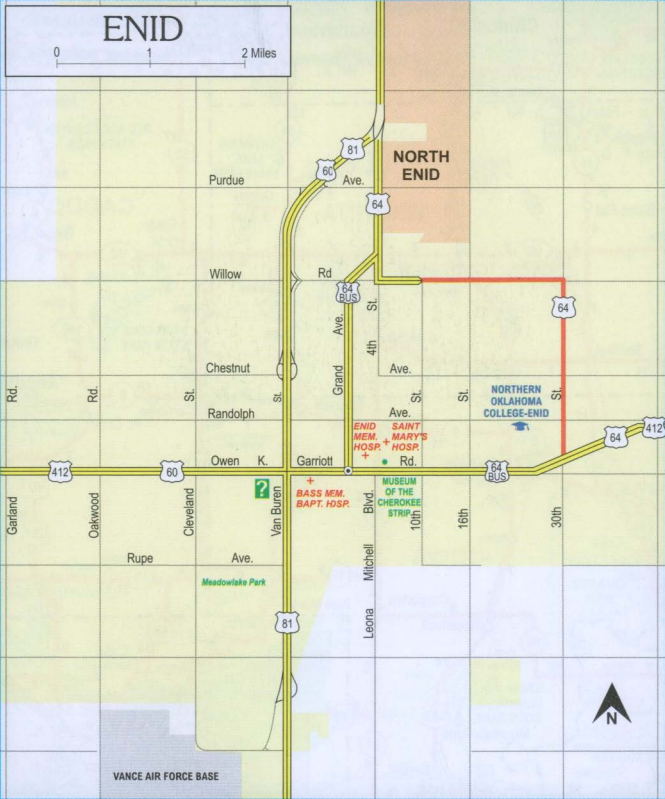 ENID
0 1 2 Miles
81
60
NORTH
ENID
Purdue Ave.
64
Willow Rd
64
BUS
64
Ave.
St.
4th
Grand
Chestnut Ave.
Rd.
Rd.
St.
St.
St.
St.
St.
NORTHERN
OKLAHOMA
COLLEGE-ENID
Randolph Ave.
ENID
MEM.
HOSP.
SAINT
MARY'S
HOSP.
64
412
Owen K. Garriott Rd.
412
60
64
BUS
?
BASS MEM.
BAPT. HOSP.
MUSEUM
OF THE
CHEROKEE
STRIP
Garland
Oakwood
Cleveland
Van Buren
Blvd.
Mitchell
Leona
10th
16th
30th
Rupe Ave.
Meadowlake Park
81
N
VANCE AIR FORCE BASE